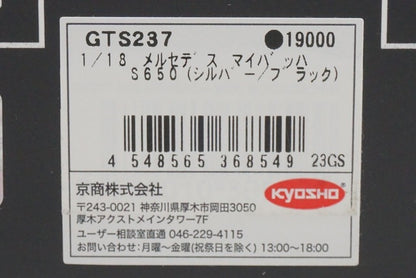 GTS237 ●19000
1/18 メルセデス マイバッハ
S650(シルバー/ブラック)
4 548565 368549 23GS
京商株式会社
KYOSHO
〒243-0021 神奈川県厚木市岡田3050
厚木アクストメインタワー7F
ユーザー相談室直通 046-229-4115
お問い合わせ:月曜~金曜(祝祭日を除く)13:00~18:00